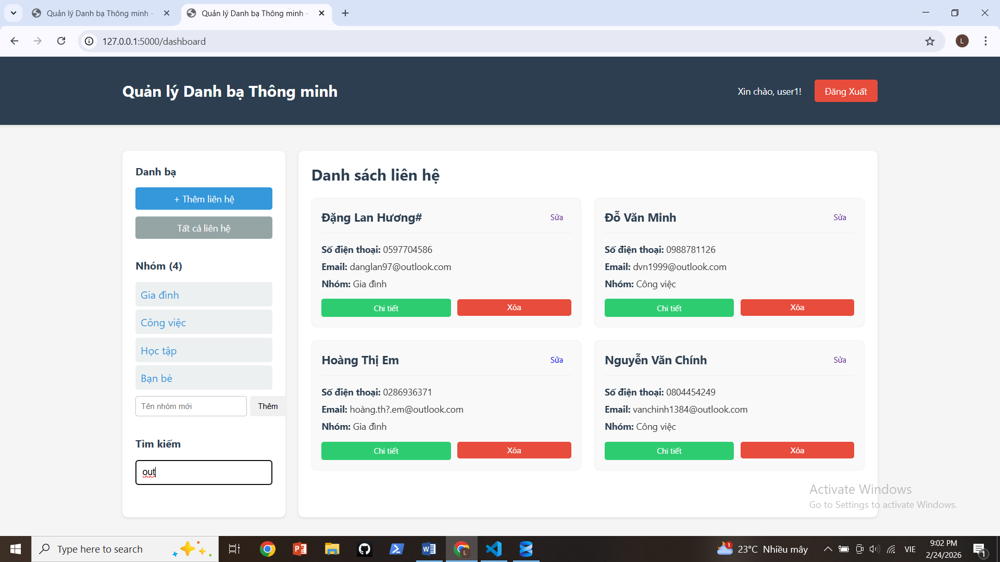 Quản lý Danh bạ Thông minh -
Quản lý Danh bạ Thông minh -
127.0.0.1:5000/dashboard
L
Quản lý Danh bạ Thông minh
Xin chào, user1!
Đăng Xuất
Danh bạ
+ Thêm liên hệ
Tất cả liên hệ
Nhóm (4)
Gia đình
Công việc
Học tập
Bạn bè
Tên nhóm mới
Thêm
Tìm kiếm
out
Danh sách liên hệ
Đặng Lan Hương#
Sửa
Số điện thoại: 0597704586
Email: danglan97@outlook.com
Nhóm: Gia đình
Chi tiết
Xóa
Đỗ Văn Minh
Sửa
Số điện thoại: 0988781126
Email: dvn1999@outlook.com
Nhóm: Công việc
Chi tiết
Xóa
Hoàng Thị Em
Sửa
Số điện thoại: 0286936371
Email: hoàng.th?.em@outlook.com
Nhóm: Gia đình
Chi tiết
Xóa
Nguyễn Văn Chính
Sửa
Số điện thoại: 0804454249
Email: vanchinh1384@outlook.com
Nhóm: Công việc
Chi tiết
Xóa
Activate Windows
Go to Settings to activate Windows.
Type here to search
L
1
23°C Nhiều mây
VIE
9:02 PM
2/24/2026
1